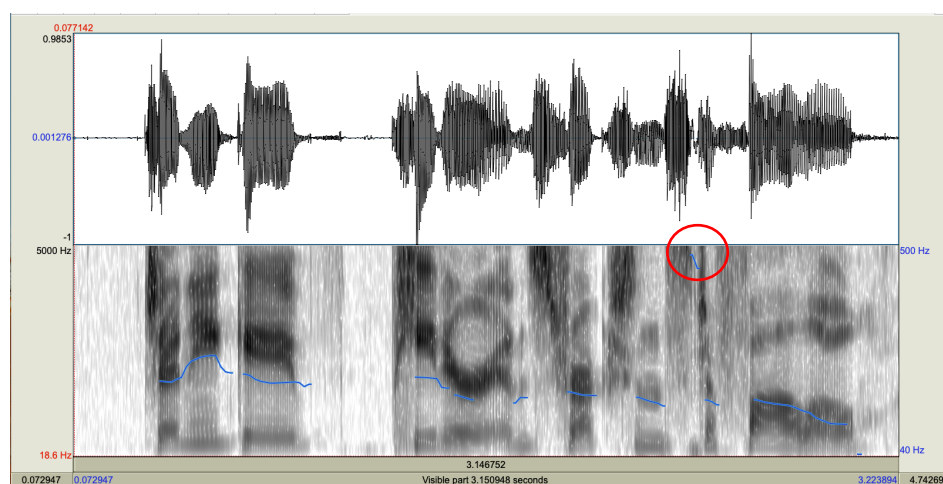 0.077142
0.9853
0.001276
-1
5000 Hz 500 Hz
18.6 Hz 40 Hz
3.146752
0.072947 0.072947 Visible part 3.150948 seconds 3.223894 4.74269